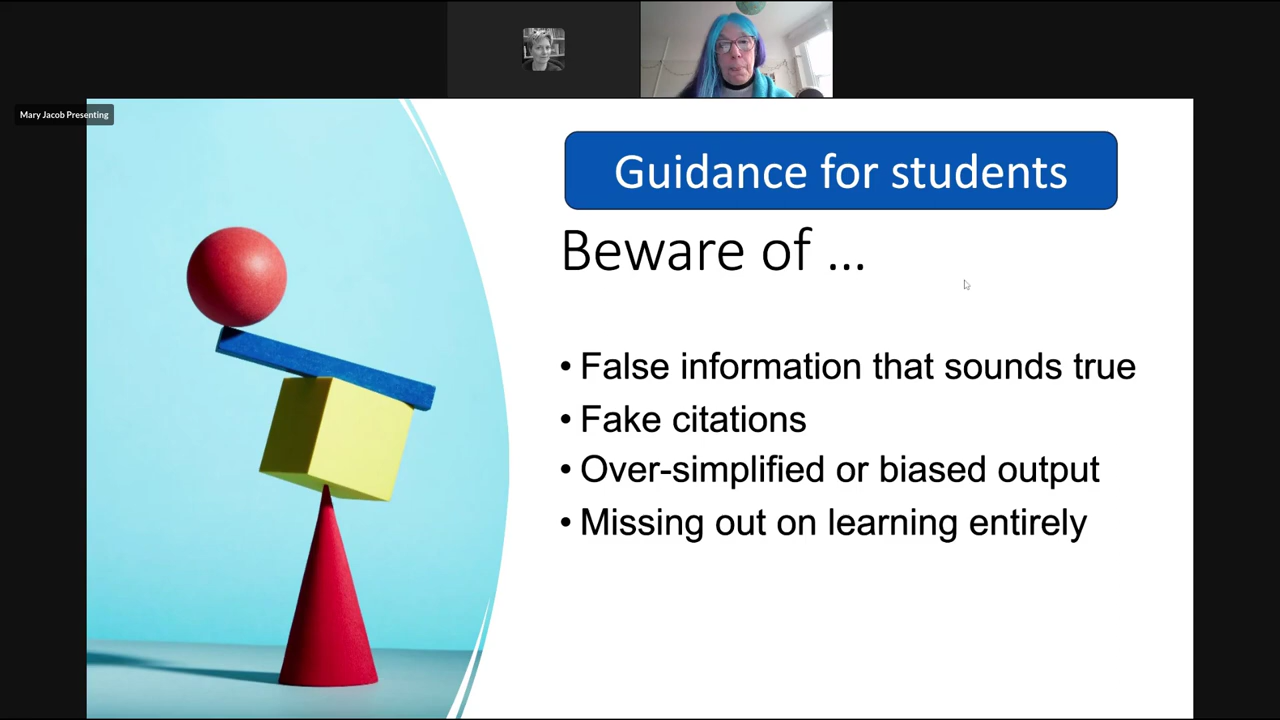 Mary Jacob Presenting
Guidance for students
Beware of ...
• False information that sounds true
• Fake citations
• Over-simplified or biased output
• Missing out on learning entirely